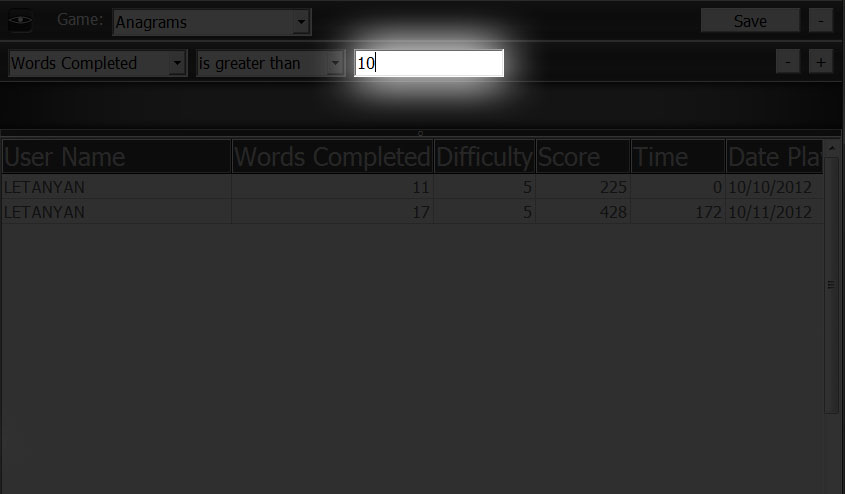 Game: Anagrams Save -
Words Completed is greater than 10 - +
User Name Words Completed Difficulty Score Time Date Pla
LETANYAN 11 5 225 0 10/10/2012
LETANYAN 17 5 428 172 10/11/2012